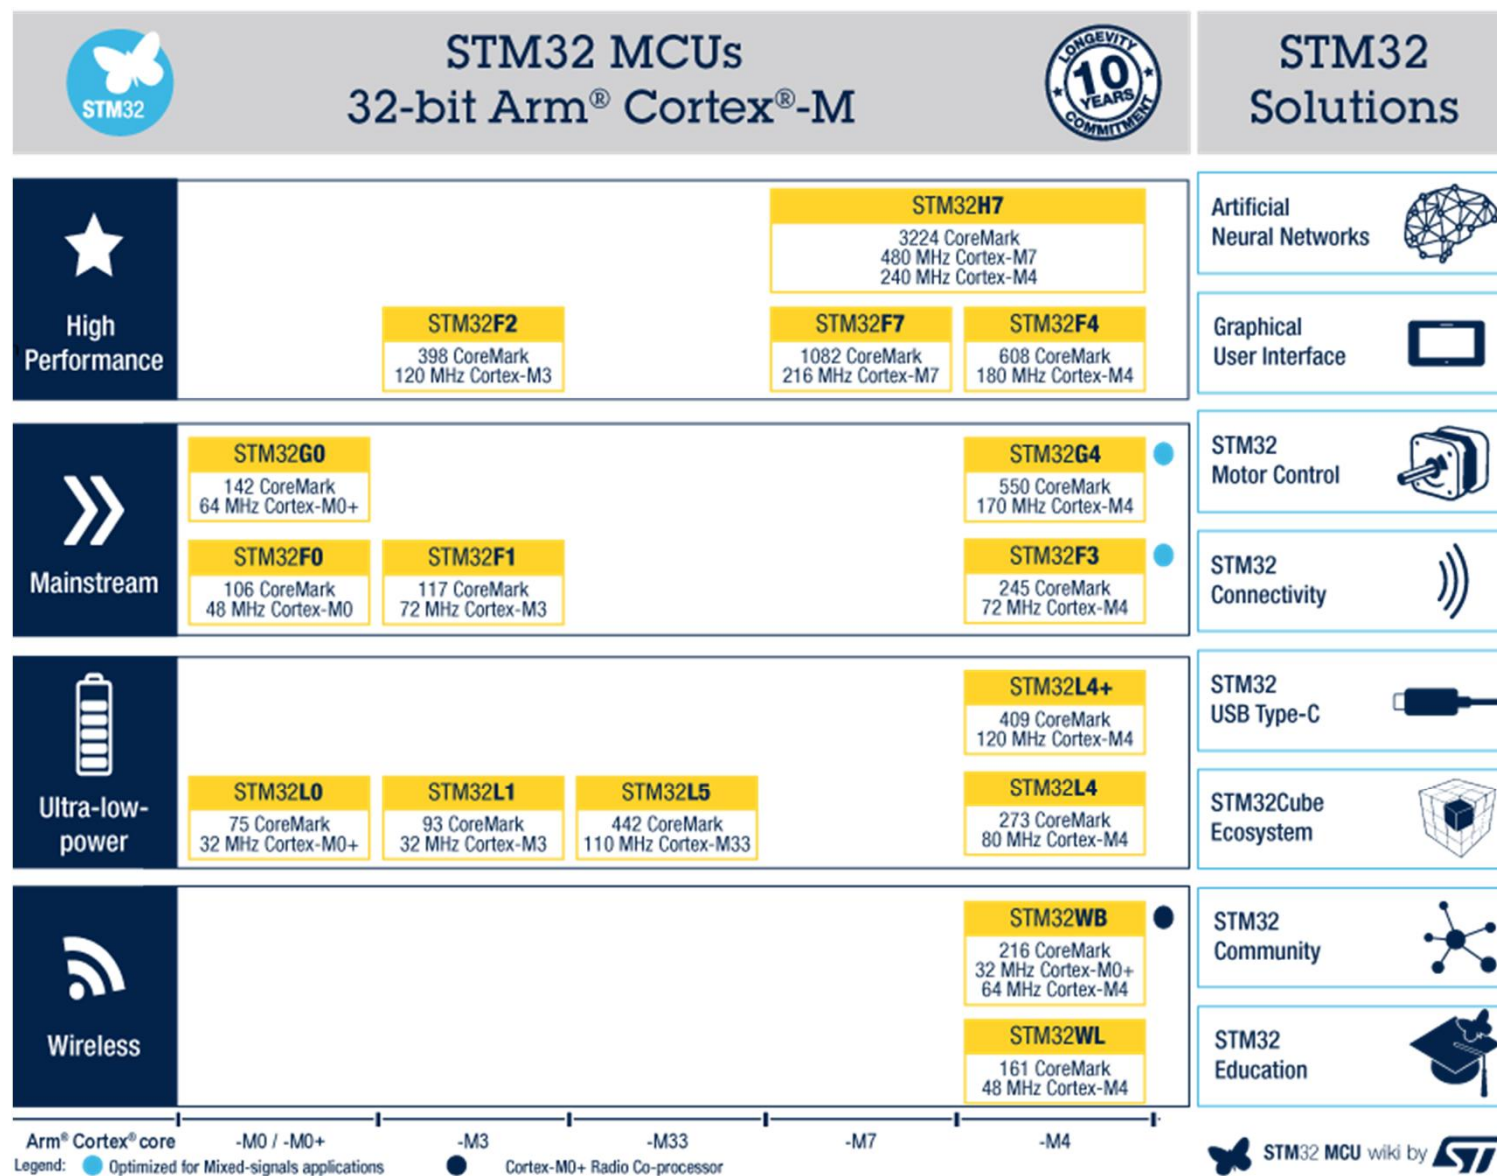 STM32
STM32 MCUs
32-bit Arm® Cortex®-M
LONGEVITY
10
YEARS
COMMITMENT
STM32
Solutions
High
Performance
STM32H7
3224 CoreMark
480 MHz Cortex-M7
240 MHz Cortex-M4
STM32F2
398 CoreMark
120 MHz Cortex-M3
STM32F7
1082 CoreMark
216 MHz Cortex-M7
STM32F4
608 CoreMark
180 MHz Cortex-M4
Mainstream
STM32G0
142 CoreMark
64 MHz Cortex-M0+
STM32G4
550 CoreMark
170 MHz Cortex-M4
STM32F0
106 CoreMark
48 MHz Cortex-M0
STM32F1
117 CoreMark
72 MHz Cortex-M3
STM32F3
245 CoreMark
72 MHz Cortex-M4
Ultra-low-
power
STM32L4+
409 CoreMark
120 MHz Cortex-M4
STM32L0
75 CoreMark
32 MHz Cortex-M0+
STM32L1
93 CoreMark
32 MHz Cortex-M3
STM32L5
442 CoreMark
110 MHz Cortex-M33
STM32L4
273 CoreMark
80 MHz Cortex-M4
Wireless
STM32WB
216 CoreMark
32 MHz Cortex-M0+
64 MHz Cortex-M4
STM32WL
161 CoreMark
48 MHz Cortex-M4
Arm® Cortex® core
-M0 / -M0+
-M3
-M33
-M7
-M4
Legend:
Optimized for Mixed-signals applications
Cortex-M0+ Radio Co-processor
Artificial
Neural Networks
Graphical
User Interface
STM32
Motor Control
STM32
Connectivity
STM32
USB Type-C
STM32Cube
Ecosystem
STM32
Community
STM32
Education
STM32 MCU wiki by ST